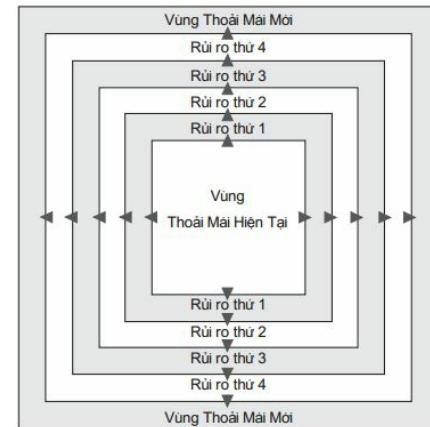 Vùng Thoải Mái Mới
Rủi ro thứ 4
Rủi ro thứ 3
Rủi ro thứ 2
Rủi ro thứ 1
Vùng
Thoải Mái Hiện Tại
Rủi ro thứ 1
Rủi ro thứ 2
Rủi ro thứ 3
Rủi ro thứ 4
Vùng Thoải Mái Mới